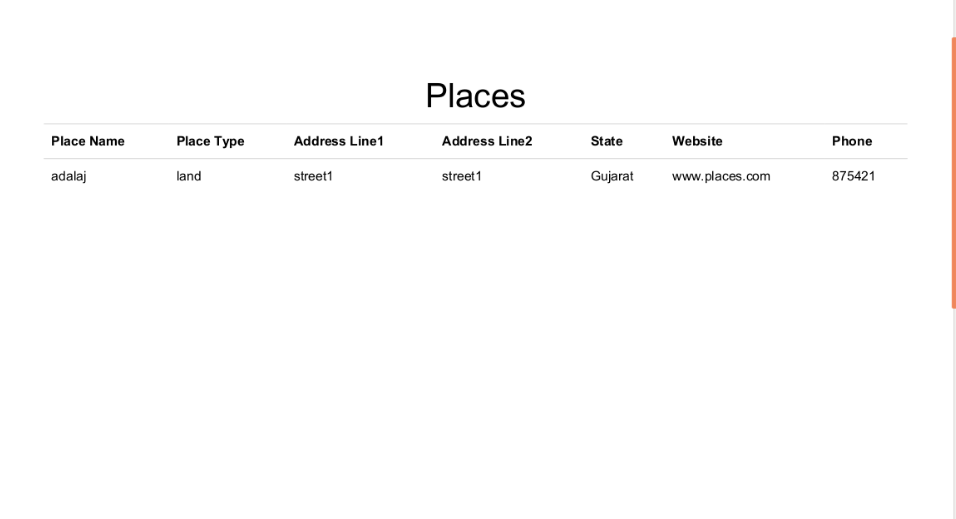 Places
Place Name Place Type Address Line1 Address Line2 State Website Phone
adalaj land street1 street1 Gujarat www.places.com 875421